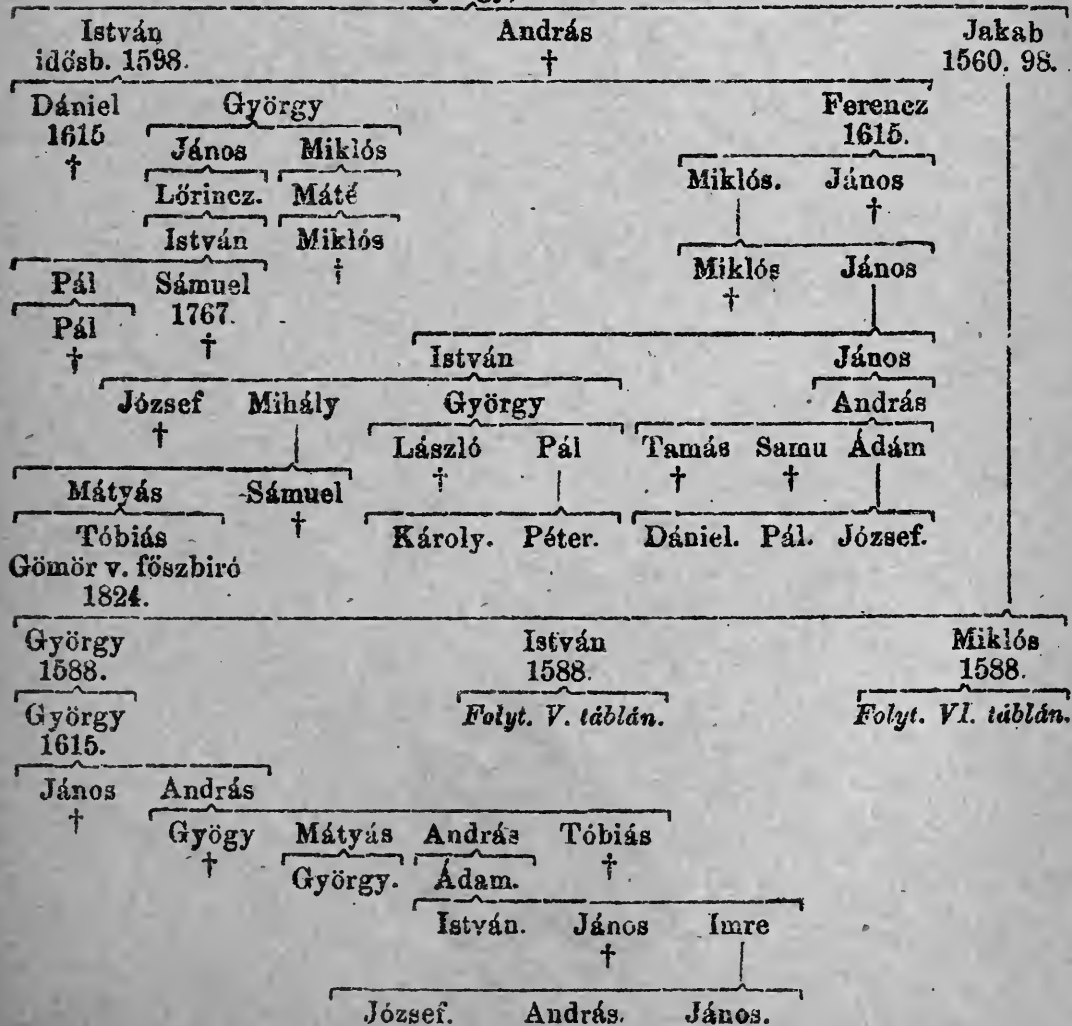 István András Jakab
idősb. 1598. † 1560. 98.
Dániel György Ferencz
1615 János Miklós 1615.
† Lőrincz. Máté Miklós. János
István Miklós †
Pál Sámuel † Miklós János
Pál 1767. †
† †
István János
József Mihály György András
† László Pál Tamás Samu Ádám
† † †
Mátyás Sámuel
Tóbiás † Károly. Péter. Dániel. Pál. József.
Gömör v. főszbiró
1824.
György István Miklós
1588. 1588. 1588.
György Folyt. V. táblán. Folyt. VI. táblán.
1615.
János András
† Gyögy Mátyás András Tóbiás
† György. Ádam. †
István. János Imre
†
József. András. János.